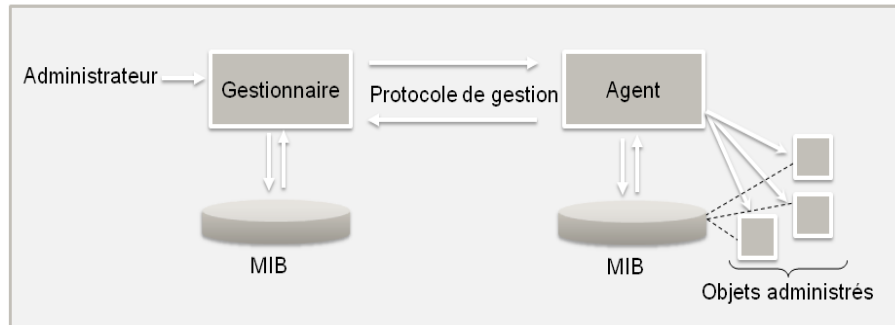 Administrateur
Gestionnaire
Protocole de gestion
Agent
MIB
MIB
Objets administrés